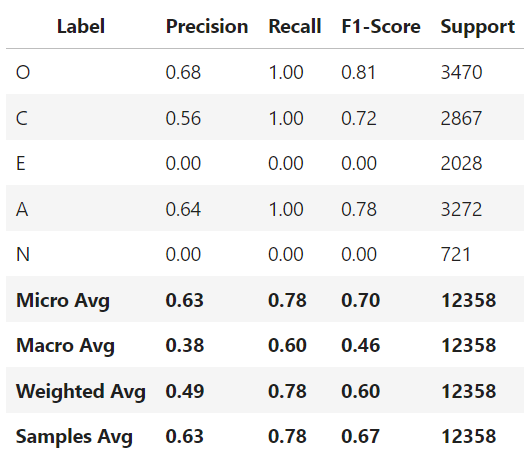 Label Precision Recall F1-Score Support
O 0.68 1.00 0.81 3470
C 0.56 1.00 0.72 2867
E 0.00 0.00 0.00 2028
A 0.64 1.00 0.78 3272
N 0.00 0.00 0.00 721
Micro Avg 0.63 0.78 0.70 12358
Macro Avg 0.38 0.60 0.46 12358
Weighted Avg 0.49 0.78 0.60 12358
Samples Avg 0.63 0.78 0.67 12358